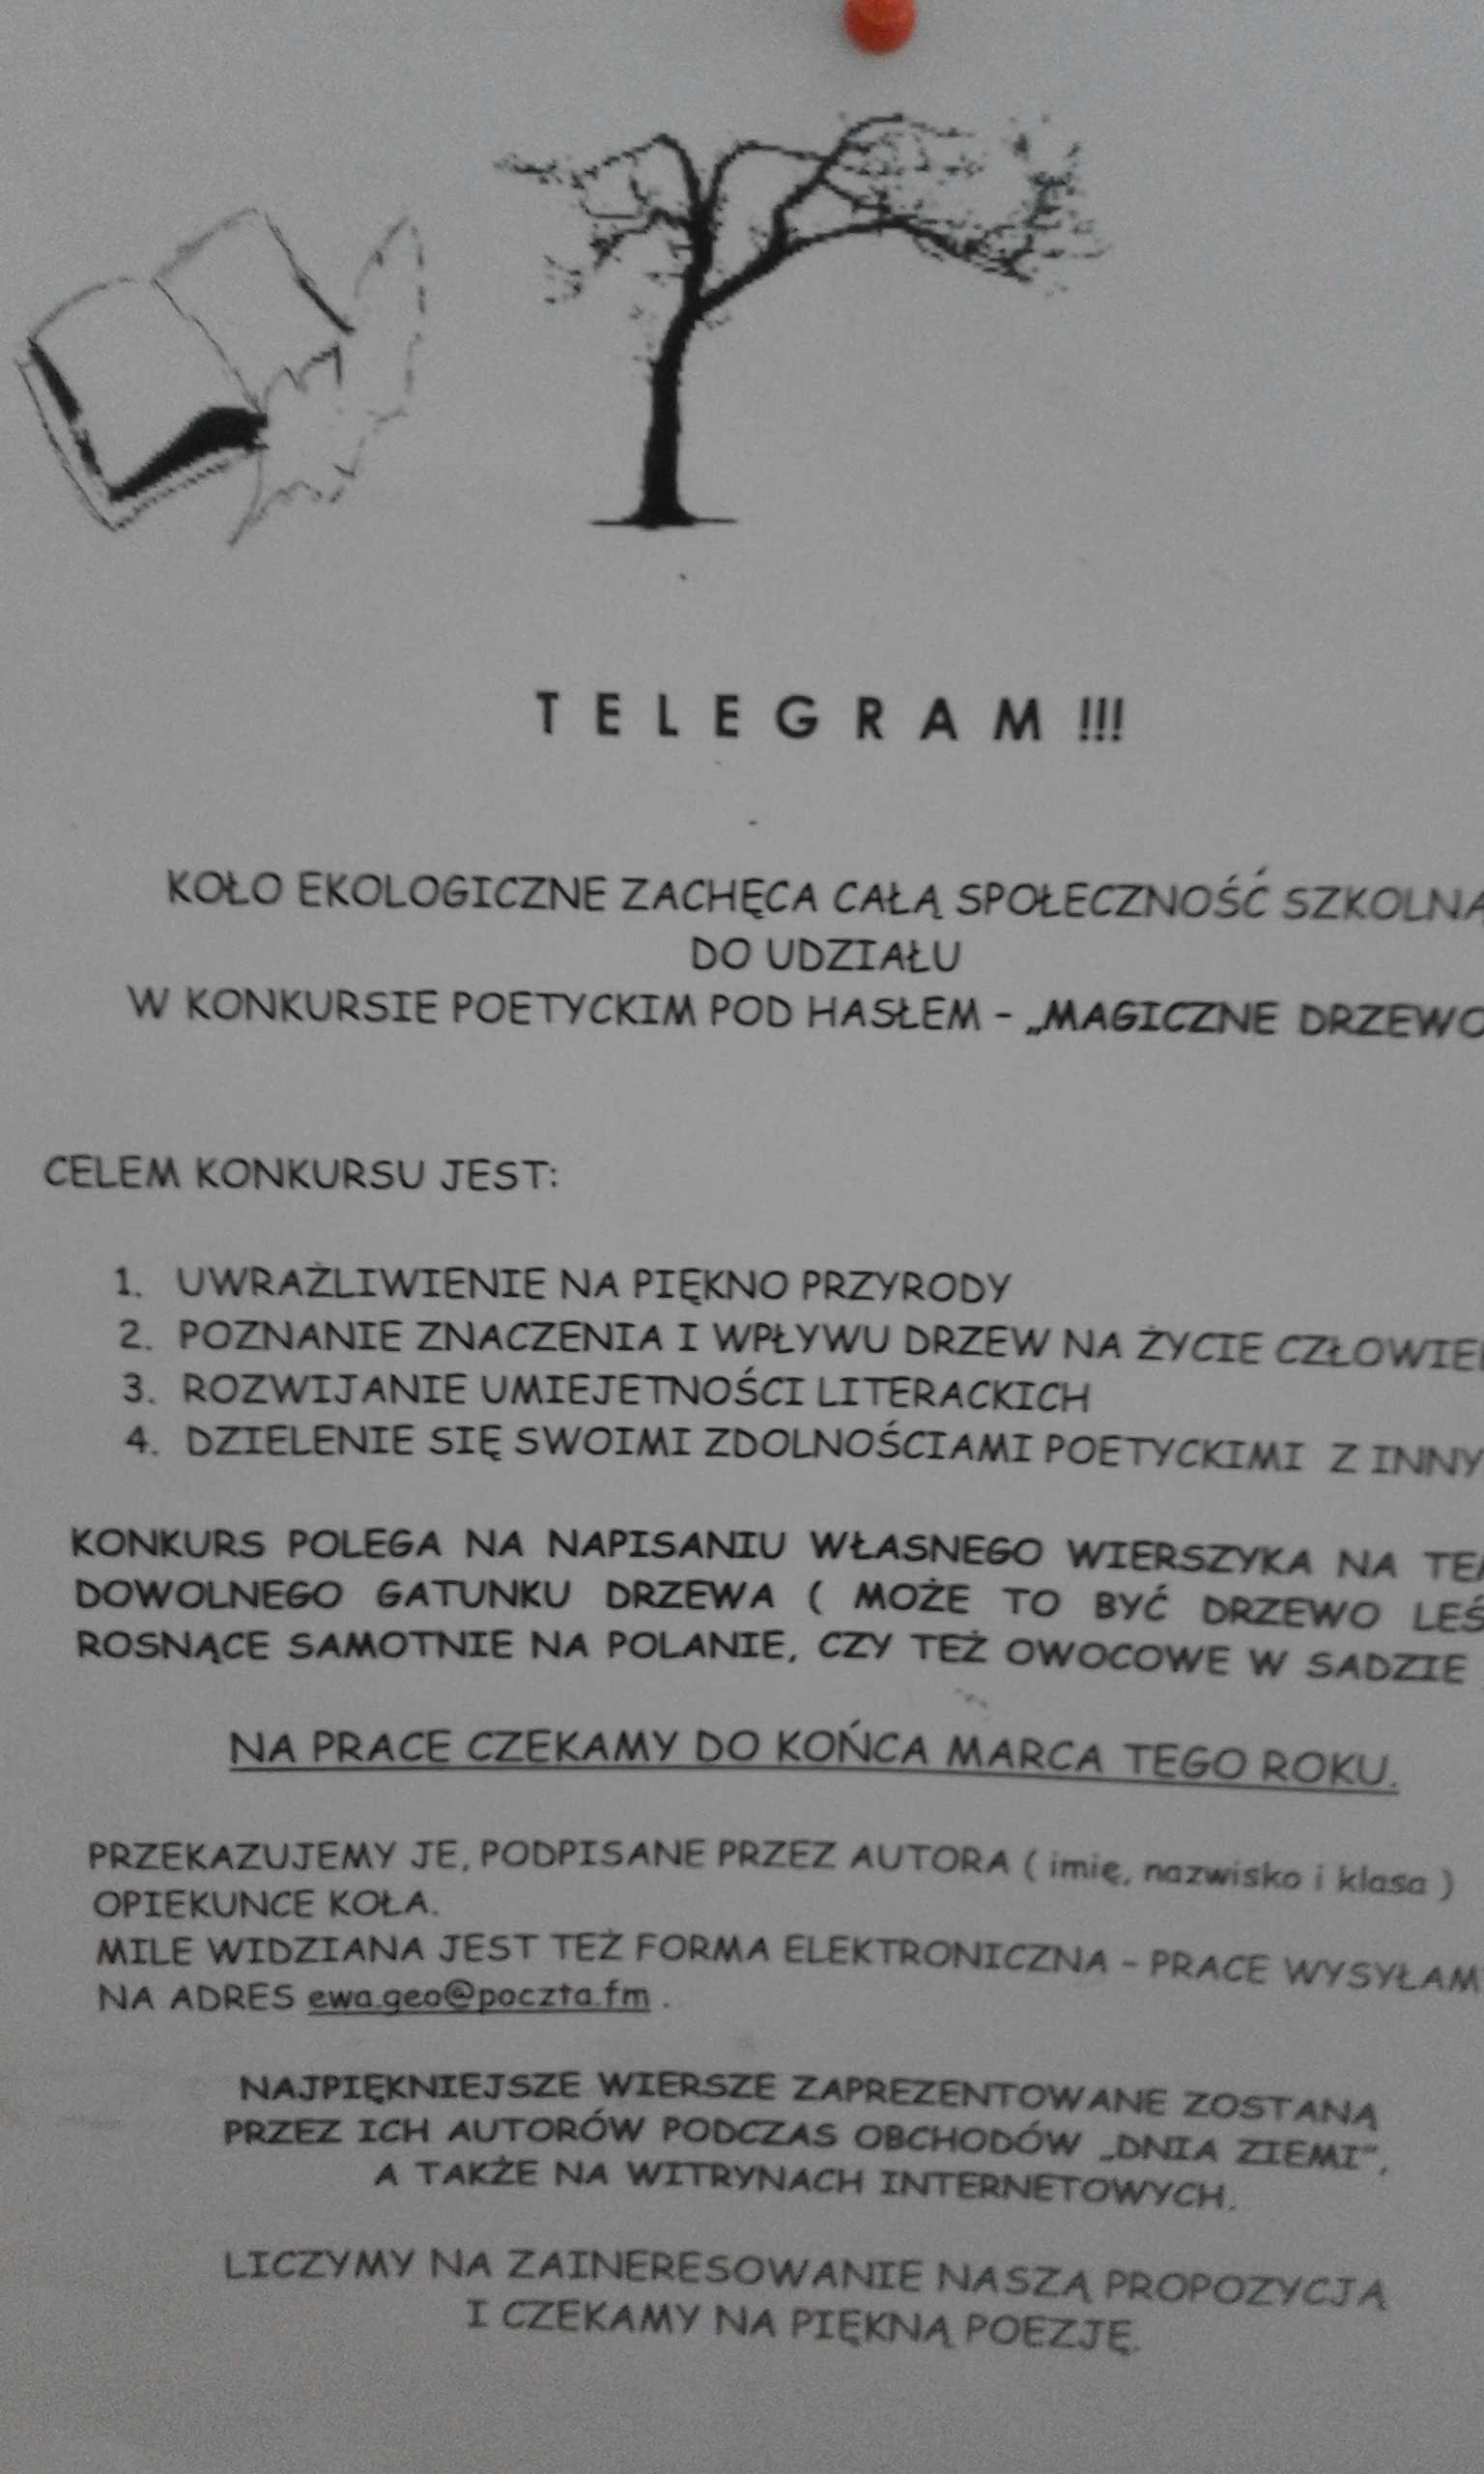 T E L E G R A M !!!
KOŁO EKOLOGICZNE ZACHĘCA CAŁĄ SPOŁECZNOŚĆ SZKOLNĄ
DO UDZIAŁU
W KONKURSIE POETYCKIM POD HASŁEM - „MAGICZNE DRZEWO
CELEM KONKURSU JEST:
1. UWRAŻLIWIENIE NA PIĘKNO PRZYRODY
2. POZNANIE ZNACZENIA I WPŁYWU DRZEW NA ŻYCIE
3. ROZWIJANIE UMIEJETNOŚCI LITERACKICH
4. DZIELENIE SIĘ SWOIMI ZDOLNOŚCIAMI POETYCKIMI Z
KONKURS POLEGA NA NAPISANIU WŁASNEGO WIERSZYKA NA
DOWOLNEGO GATUNKU DRZEWA ( MOŻE TO BYĆ DRZEWO
ROSNĄCE SAMOTNIE NA POLANIE, CZY TEŻ OWOCOWE W SADZIE
NA PRACE CZEKAMY DO KOŃCA MARCA TEGO ROKU.
PRZEKAZUJEMY JE, PODPISANE PRZEZ AUTORA ( imię, nazwisko i klasa )
OPIEKUNCE KOŁA.
MILE WIDZIANA JEST TEŻ FORMA ELEKTRONICZNA - PRACE
NA ADRES ewa.geo@poczta.fm .
NAJPIĘKNIEJSZE WIERSZE ZAPREZENTOWANE ZOSTANĄ
PRZEZ ICH AUTORÓW PODCZAS OBCHODÓW „DNIA ZIEMI",
A TAKŻE NA WITRYNACH INTERNETOWYCH.
LICZYMY NA ZAINERESOWANIE NASZĄ PROPOZYCJĄ
I CZEKAMY NA PIĘKNĄ POEZJĘ.